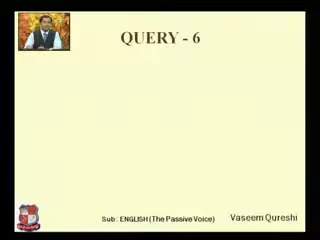 QUERY - 6
Sub : ENGLISH (The Passive Voice)
Vaseem Qureshi